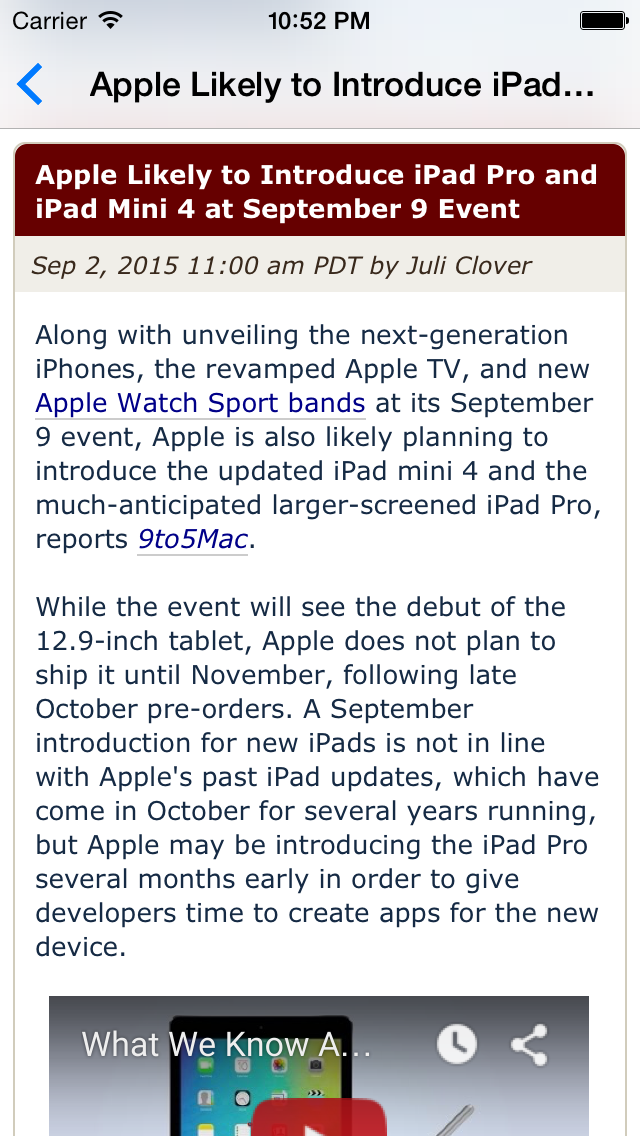 Carrier 10:52 PM
Apple Likely to Introduce iPad...
Apple Likely to Introduce iPad Pro and
iPad Mini 4 at September 9 Event
Sep 2, 2015 11:00 am PDT by Juli Clover
Along with unveiling the next-generation
iPhones, the revamped Apple TV, and new
Apple Watch Sport bands at its September
9 event, Apple is also likely planning to
introduce the updated iPad mini 4 and the
much-anticipated larger-screened iPad Pro,
reports 9to5Mac.
While the event will see the debut of the
12.9-inch tablet, Apple does not plan to
ship it until November, following late
October pre-orders. A September
introduction for new iPads is not in line
with Apple's past iPad updates, which have
come in October for several years running,
but Apple may be introducing the iPad Pro
several months early in order to give
developers time to create apps for the new
device.
What We Know A...